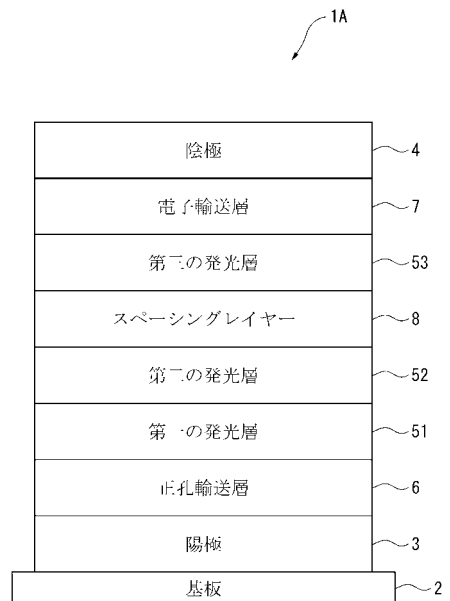 1A
陰極 4
電子輸送層 7
第三の発光層 53
スペーシングレイヤー 8
第二の発光層 52
第一の発光層 51
正孔輸送層 6
陽極 3
基板 2